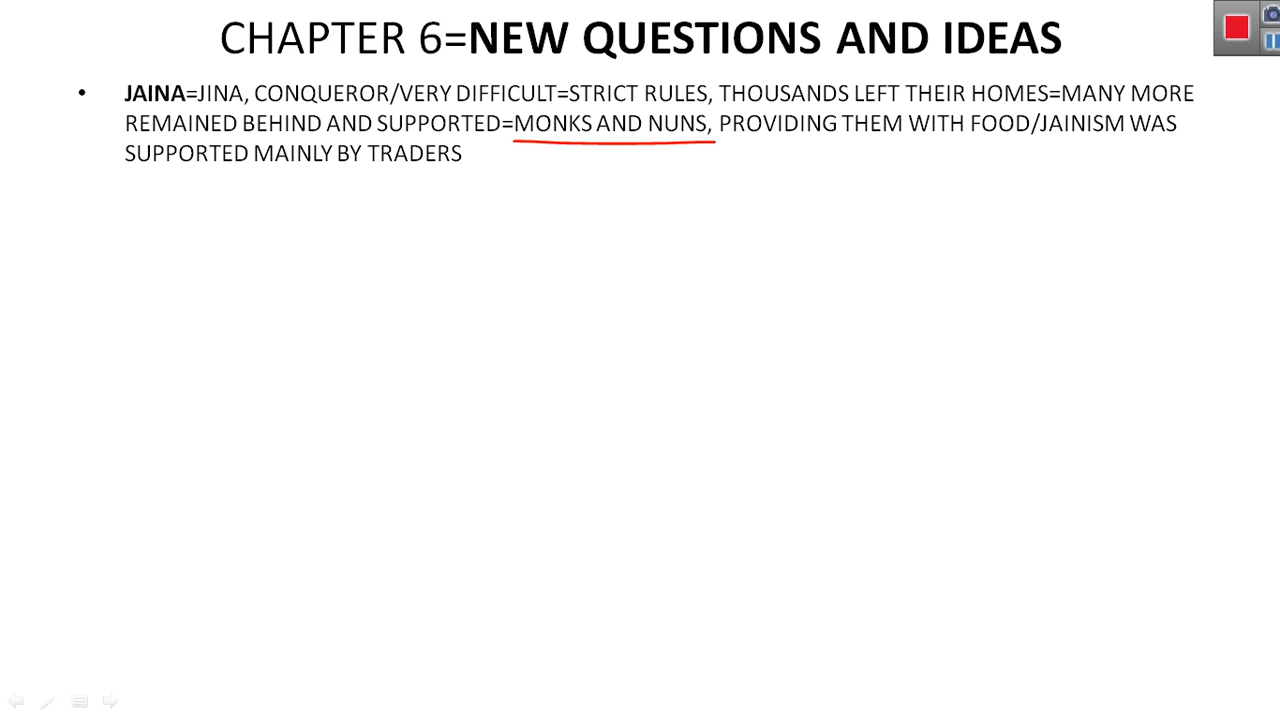 CHAPTER 6=NEW QUESTIONS AND IDEAS
• JAINA=JINA, CONQUEROR/VERY DIFFICULT=STRICT RULES, THOUSANDS LEFT THEIR HOMES=MANY MORE
REMAINED BEHIND AND SUPPORTED=MONKS AND NUNS, PROVIDING THEM WITH FOOD/JAINISM WAS
SUPPORTED MAINLY BY TRADERS